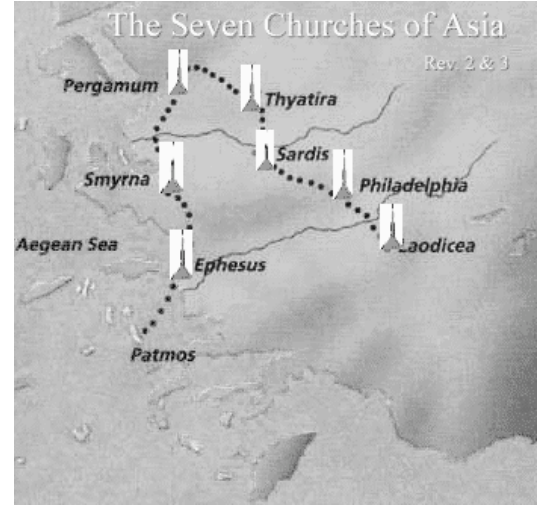 The Seven Churches of Asia
Rev. 2 & 3
Pergamum
Thyatira
Sardis
Smyrna
Philadelphia
Aegean Sea
Laodicea
Ephesus
Patmos